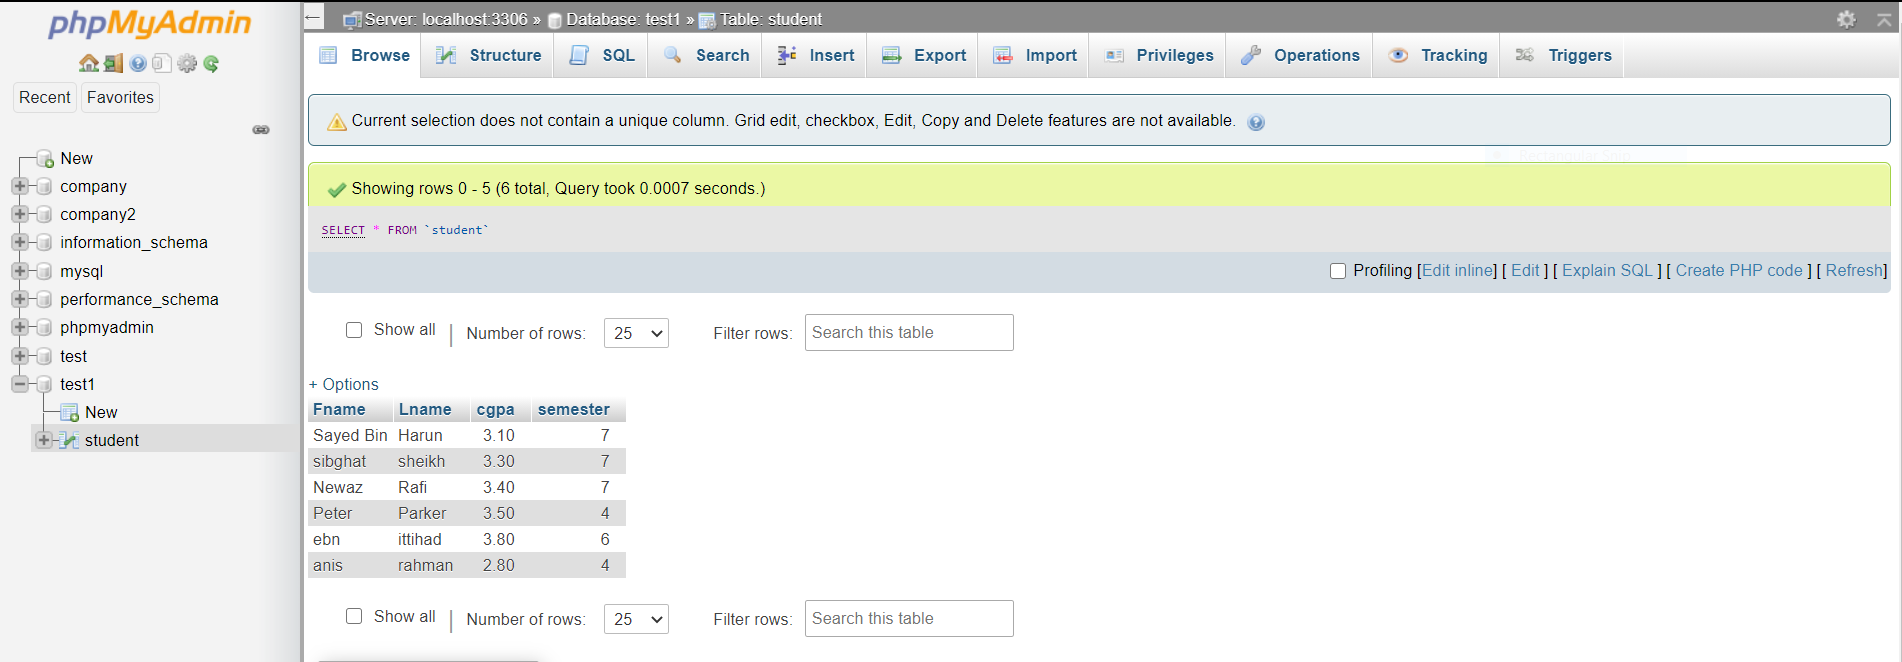 phpMyAdmin
Recent Favorites
New
company
company2
information_schema
mysql
performance_schema
phpmyadmin
test
test1
New
student
Server: localhost:3306 » Database: test1 » Table: student
Browse Structure SQL Search Insert Export Import Privileges Operations Tracking Triggers
Current selection does not contain a unique column. Grid edit, checkbox, Edit, Copy and Delete features are not available.
Rectangular Snip
Showing rows 0 - 5 (6 total, Query took 0.0007 seconds.)
SELECT * FROM `student`
Profiling [Edit inline] [ Edit ] [ Explain SQL ] [ Create PHP code ] [ Refresh]
Show all | Number of rows: 25 Filter rows: Search this table
+ Options
Fname Lname cgpa semester
Sayed Bin Harun 3.10 7
sibghat sheikh 3.30 7
Newaz Rafi 3.40 7
Peter Parker 3.50 4
ebn ittihad 3.80 6
anis rahman 2.80 4
Show all | Number of rows: 25 Filter rows: Search this table